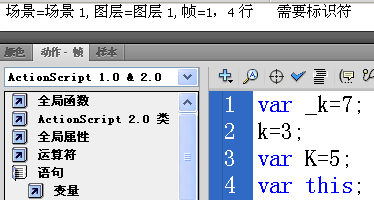 场景=场景 1, 图层=图层 1, 帧=1, 4 行 需要标识符
颜色 动作 - 帧 样本
ActionScript 1.0 & 2.0
全局函数
ActionScript 2.0 类
全局属性
运算符
语句
变量
1 var _k=7;
2 k=3;
3 var K=5;
4 var this;